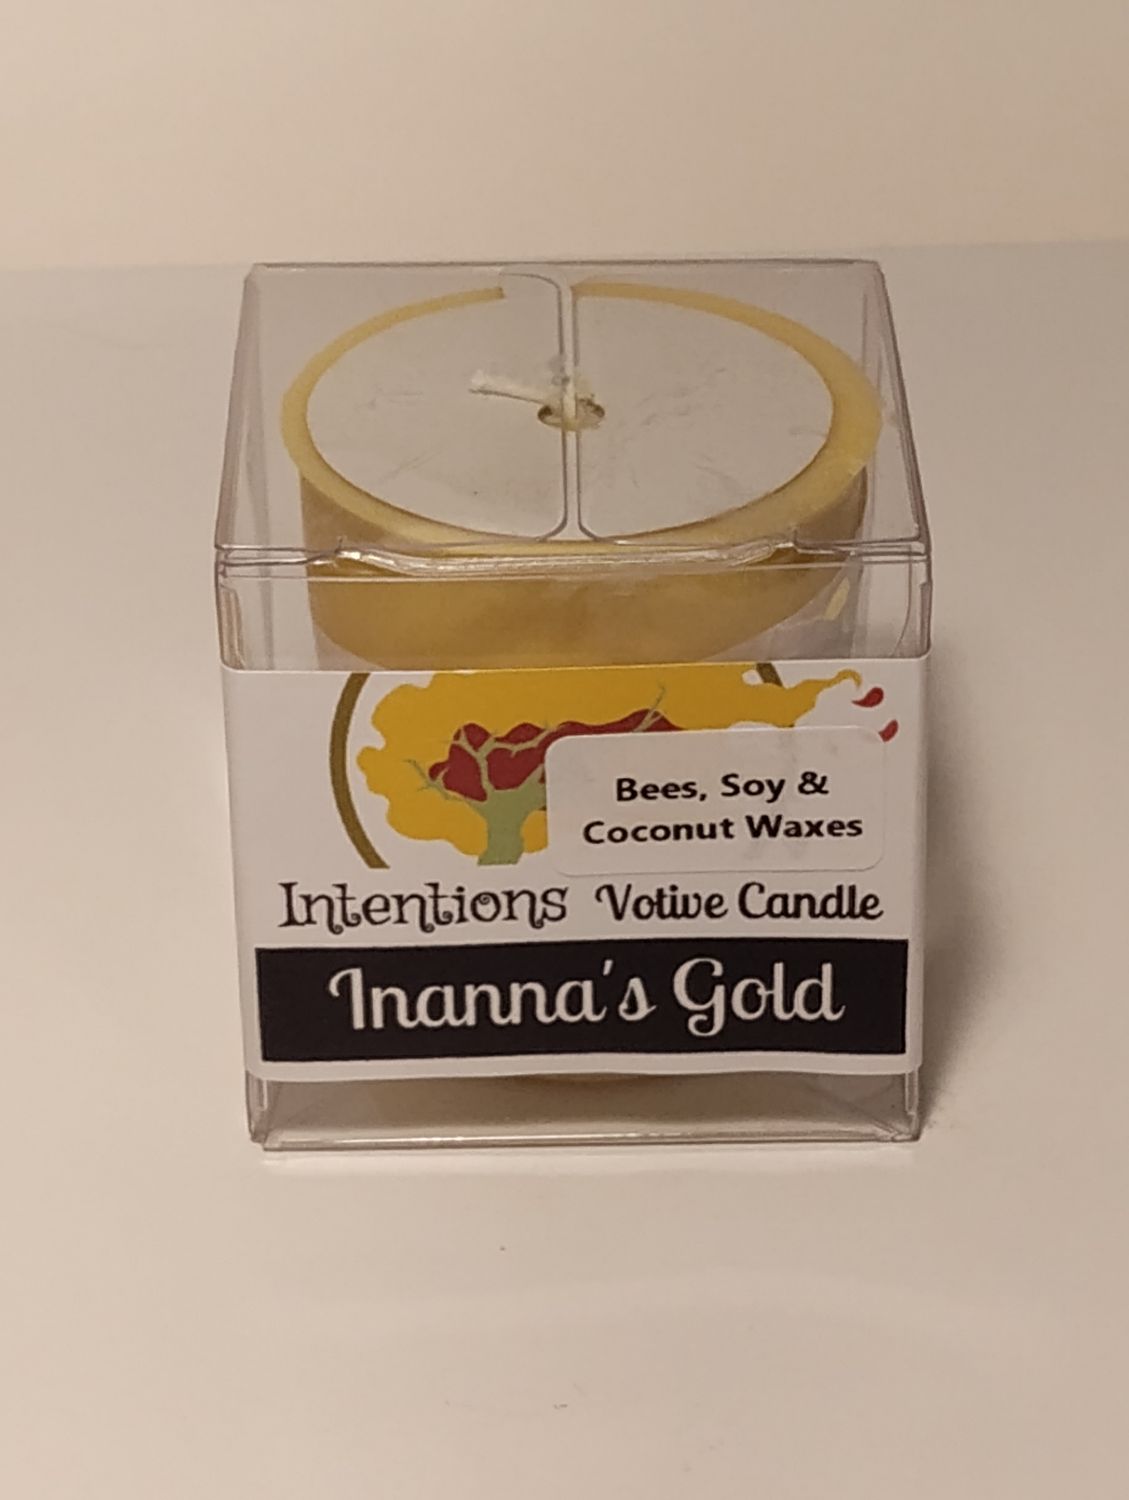 Bees, Soy &
Coconut Waxes
Intentions Votive Candle
Inanna's Gold